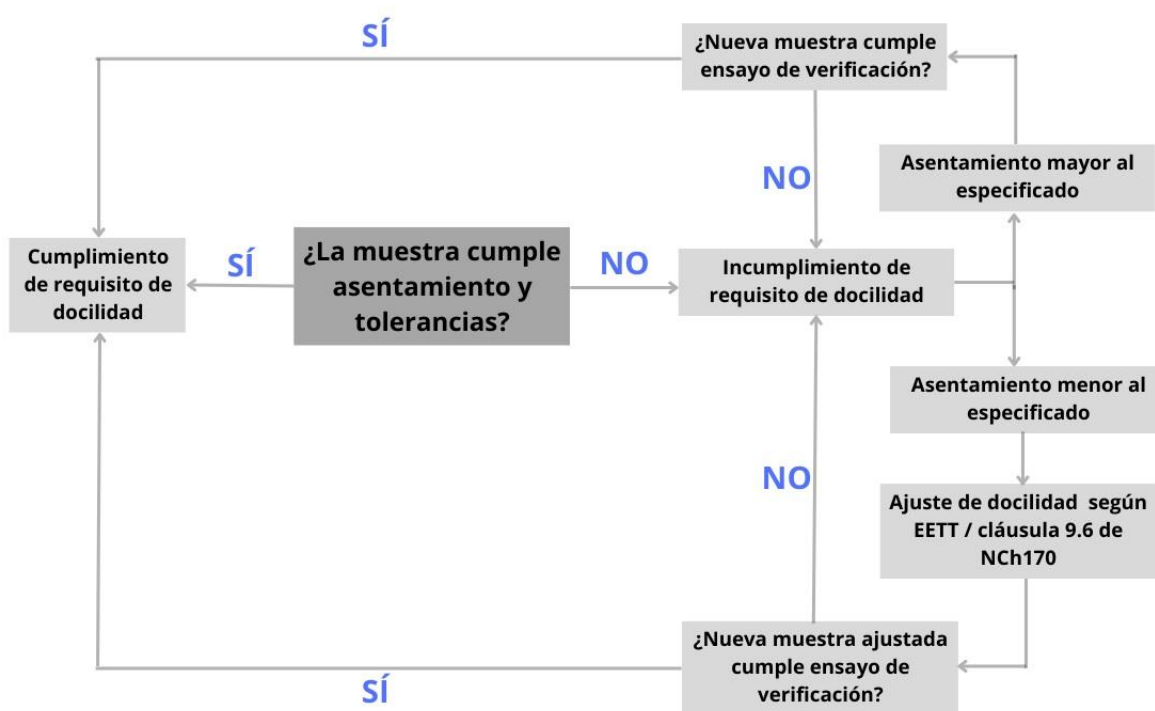 SÍ
¿Nueva muestra cumple
ensayo de verificación?
NO
Asentamiento mayor al
especificado
Cumplimiento
de requisito de
docilidad
SÍ
¿La muestra cumple
asentamiento y
tolerancias?
NO
Incumplimiento de
requisito de docilidad
Asentamiento menor al
especificado
NO
Ajuste de docilidad según
EETT / cláusula 9.6 de
NCh170
¿Nueva muestra ajustada
cumple ensayo de
verificación?
SÍ